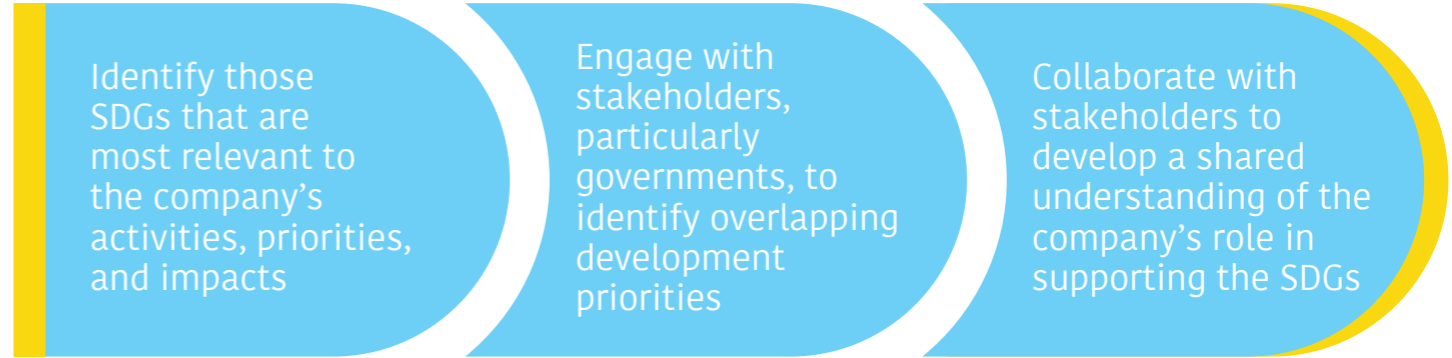 Identify those
SDGs that are
most relevant to
the company’s
activities, priorities,
and impacts
Engage with
stakeholders,
particularly
governments, to
identify overlapping
development
priorities
Collaborate with
stakeholders to
develop a shared
understanding of the
company’s role in
supporting the SDGs